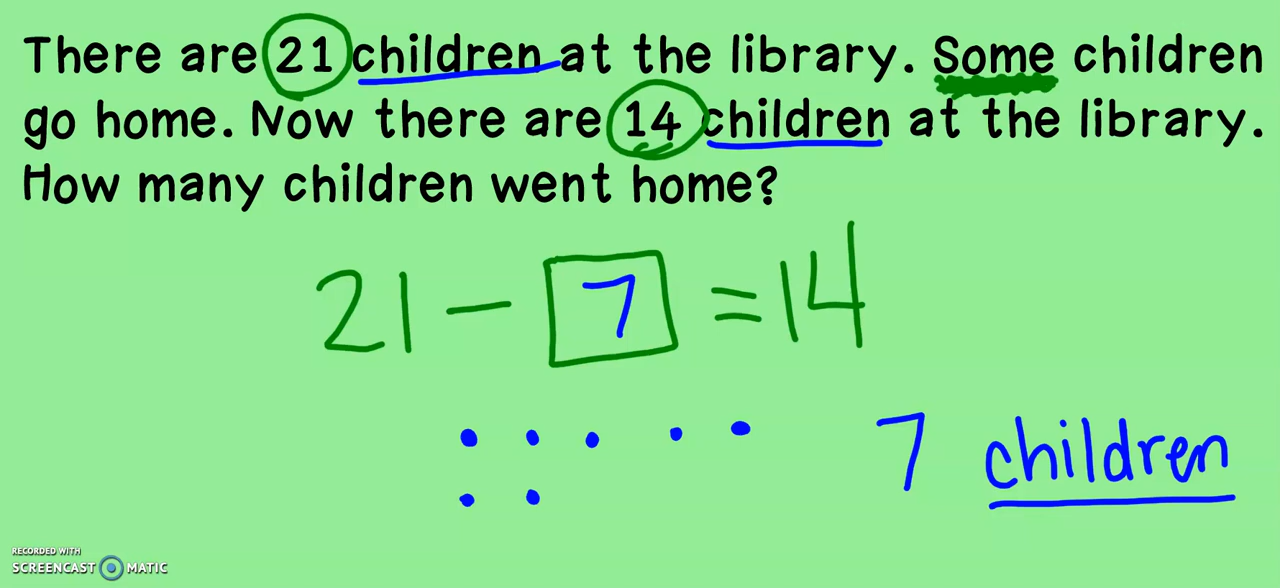 There are 21 children at the library. Some children
go home. Now there are 14 children at the library.
How many children went home?
21 - 7 = 14
7 children
RECORDED WITH
SCREENCAST MATIC